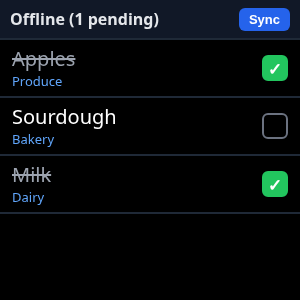 Offline (1 pending)
Sync
Apples
Produce
Sourdough
Bakery
Milk
Dairy